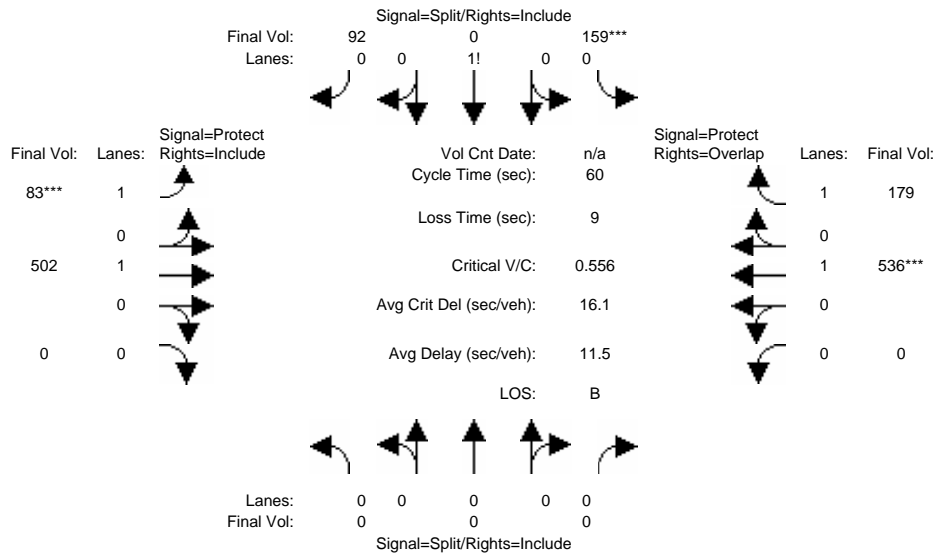 Signal=Split/Rights=Include
Final Vol: 92 0 159***
Lanes: 0 0 1! 0 0
Signal=Protect Signal=Protect
Final Vol: Lanes: Rights=Include Vol Cnt Date: n/a Rights=Overlap Lanes: Final Vol:
Cycle Time (sec): 60
83*** 1 1 179
Loss Time (sec): 9
0 0
502 1 Critical V/C: 0.556 1 536***
0 Avg Crit Del (sec/veh): 16.1 0
0 0 Avg Delay (sec/veh): 11.5 0 0
LOS: B
Lanes: 0 0 0 0 0
Final Vol: 0 0 0
Signal=Split/Rights=Include